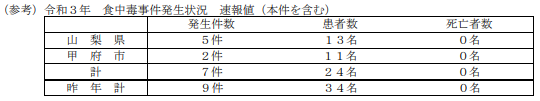 （参考）令和３年　食中毒事件発生状況　速報値（本件を含む）
発生件数　患者数　死亡者数
山　梨　県　５件　１３名　０名
甲　府　市　２件　１１名　０名
計　７件　２４名　０名
昨　年　計　９件　３４名　０名